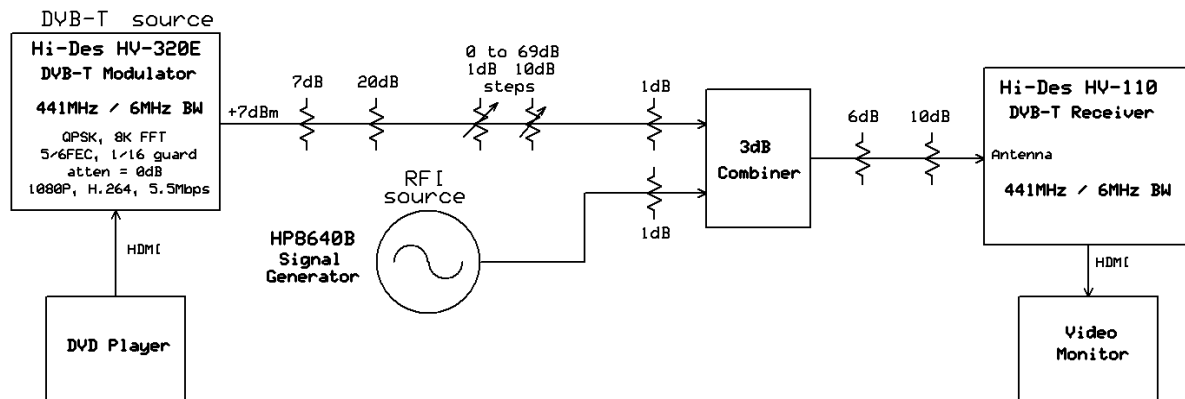 DVB-T source
Hi-Des HV-320E
DVB-T Modulator
441MHz / 6MHz BW
QPSK, 8K FFT
5/6FEC, 1/16 guard
atten = 0dB
1080P, H.264, 5.5Mbps
+7dBm
7dB
20dB
0 to 69dB
1dB 10dB
steps
1dB
3dB
Combiner
6dB
10dB
Hi-Des HV-110
DVB-T Receiver
Antenna
441MHz / 6MHz BW
RFI
source
HP8640B
Signal
Generator
1dB
HDMI
HDMI
DVD Player
Video
Monitor